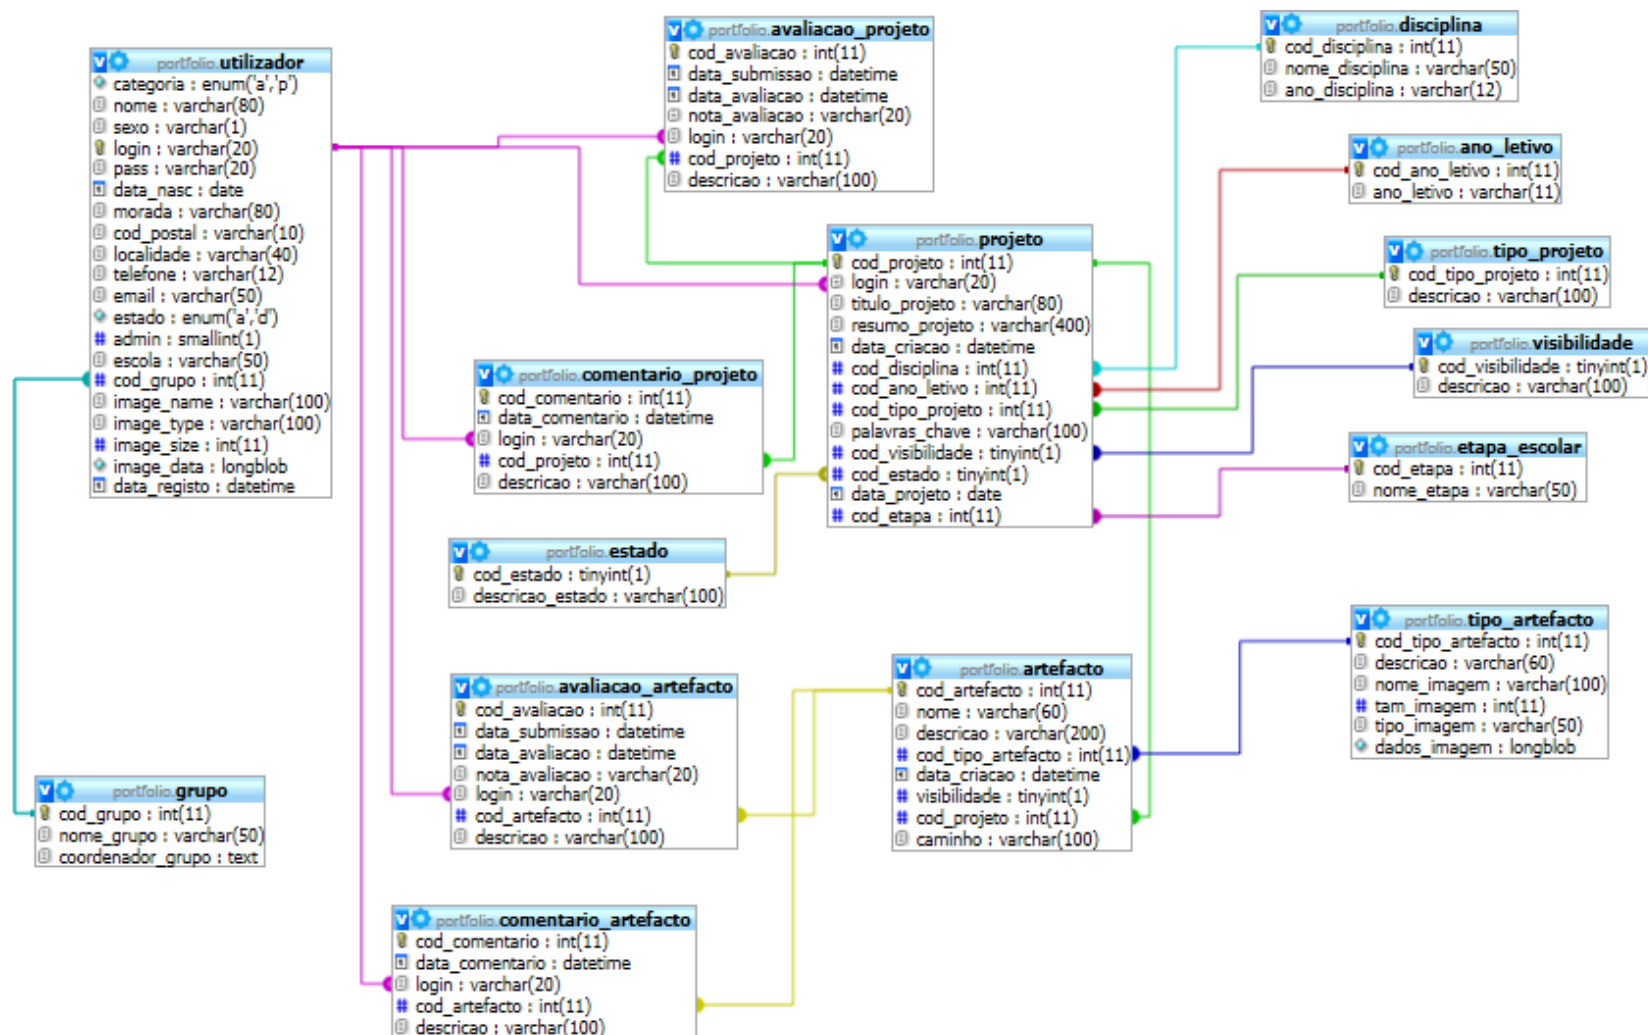 portfolio.utilizador
categoria : enum('a','p')
nome : varchar(80)
sexo : varchar(1)
login : varchar(20)
pass : varchar(20)
data_nasc : date
morada : varchar(80)
cod_postal : varchar(10)
localidade : varchar(40)
telefone : varchar(12)
email : varchar(50)
estado : enum('a','d')
admin : smallint(1)
escola : varchar(50)
cod_grupo : int(11)
image_name : varchar(100)
image_type : varchar(100)
image_size : int(11)
image_data : longblob
data_registo : datetime
portfolio.avaliacao_projeto
cod_avaliacao : int(11)
data_submissao : datetime
data_avaliacao : datetime
nota_avaliacao : varchar(20)
login : varchar(20)
cod_projeto : int(11)
descricao : varchar(100)
portfolio.disciplina
cod_disciplina : int(11)
nome_disciplina : varchar(50)
ano_disciplina : varchar(12)
portfolio.ano_letivo
cod_ano_letivo : int(11)
ano_letivo : varchar(11)
portfolio.projeto
cod_projeto : int(11)
login : varchar(20)
titulo_projeto : varchar(80)
resumo_projeto : varchar(400)
data_criacao : datetime
cod_disciplina : int(11)
cod_ano_letivo : int(11)
cod_tipo_projeto : int(11)
palavras_chave : varchar(100)
cod_visibilidade : tinyint(1)
cod_estado : tinyint(1)
data_projeto : date
cod_etapa : int(11)
portfolio.tipo_projeto
cod_tipo_projeto : int(11)
descricao : varchar(100)
portfolio.visibilidade
cod_visibilidade : tinyint(1)
descricao : varchar(100)
portfolio.comentario_projeto
cod_comentario : int(11)
data_comentario : datetime
login : varchar(20)
cod_projeto : int(11)
descricao : varchar(100)
portfolio.etapa_escolar
cod_etapa : int(11)
nome_etapa : varchar(50)
portfolio.estado
cod_estado : tinyint(1)
descricao_estado : varchar(100)
portfolio.tipo_artefacto
cod_tipo_artefacto : int(11)
descricao : varchar(60)
nome_imagem : varchar(100)
tam_imagem : int(11)
tipo_imagem : varchar(50)
dados_imagem : longblob
portfolio.artefacto
cod_artefacto : int(11)
nome : varchar(60)
descricao : varchar(200)
cod_tipo_artefacto : int(11)
data_criacao : datetime
visibilidade : tinyint(1)
cod_projeto : int(11)
caminho : varchar(100)
portfolio.avaliacao_artefacto
cod_avaliacao : int(11)
data_submissao : datetime
data_avaliacao : datetime
nota_avaliacao : varchar(20)
login : varchar(20)
cod_artefacto : int(11)
descricao : varchar(100)
portfolio.grupo
cod_grupo : int(11)
nome_grupo : varchar(50)
coordenador_grupo : text
portfolio.comentario_artefacto
cod_comentario : int(11)
data_comentario : datetime
login : varchar(20)
cod_artefacto : int(11)
descricao : varchar(100)